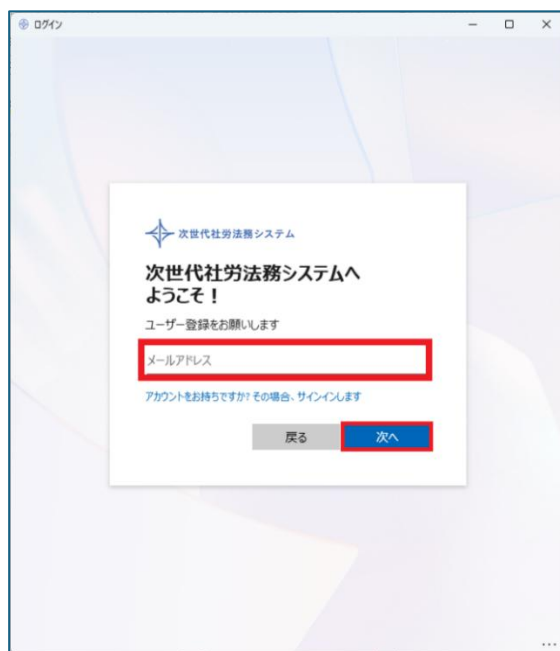 ログイン
次世代社労法務システム
次世代社労法務システムへ
ようこそ！
ユーザー登録をお願いします
メールアドレス
アカウントをお持ちですか? その場合、サインインします
戻る
次へ